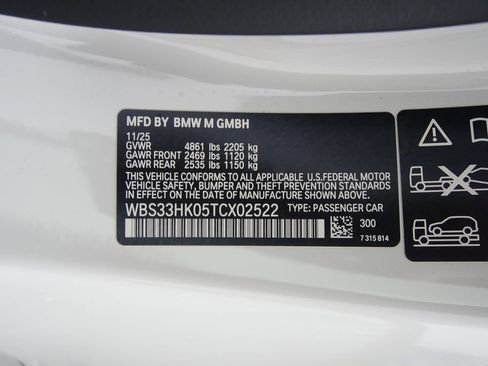 MFD BY BMW M GMBH
11/25
GVWR 4861 lbs 2205 kg
GAWR FRONT 2469 lbs 1120 kg
GAWR REAR 2535 lbs 1150 kg
THIS VEHICLE CONFORMS TO ALL APPLICABLE U.S.FEDERAL MOTOR
VEHICLE SAFETY, BUMPER AND THEFT PREVENTION STANDARDS
IN EFFECT ON THE DATE OF MANUFACTURE SHOWN ABOVE.
WBS33HK05TCX02522 TYPE: PASSENGER CAR
300
7 315 814